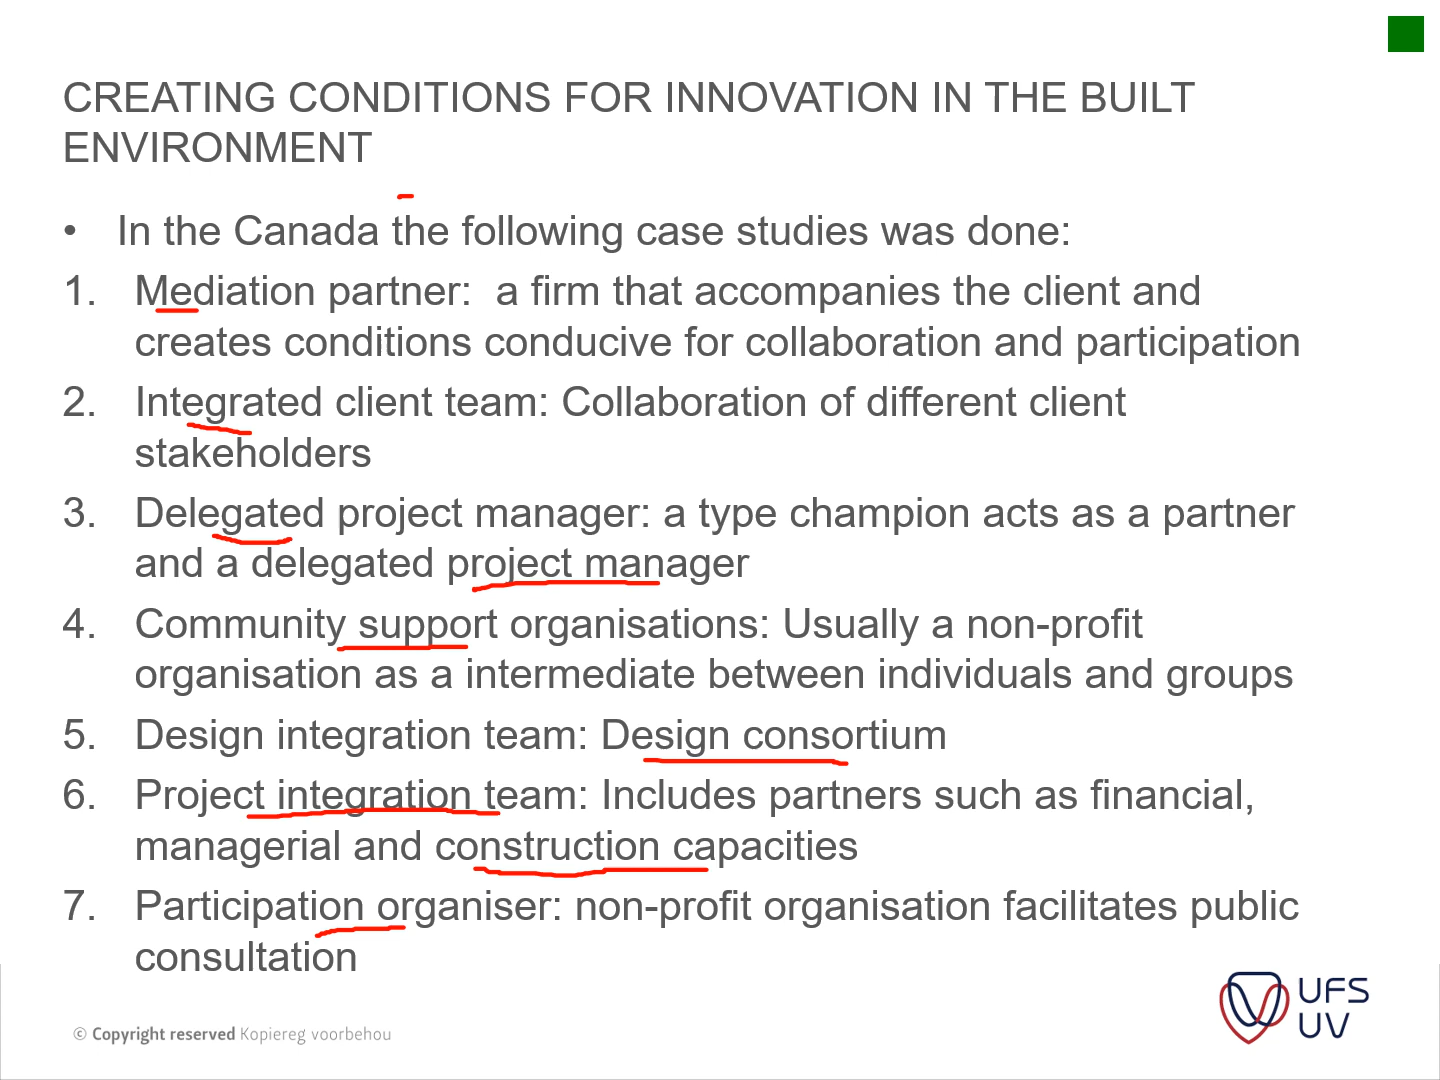 CREATING CONDITIONS FOR INNOVATION IN THE BUILT
ENVIRONMENT
• In the Canada the following case studies was done:
1. Mediation partner:  a firm that accompanies the client and
creates conditions conducive for collaboration and participation
2. Integrated client team: Collaboration of different client
stakeholders
3. Delegated project manager: a type champion acts as a partner
and a delegated project manager
4. Community support organisations: Usually a non-profit
organisation as a intermediate between individuals and groups
5. Design integration team: Design consortium
6. Project integration team: Includes partners such as financial,
managerial and construction capacities
7. Participation organiser: non-profit organisation facilitates public
consultation
© Copyright reserved Kopiereg voorbehou
UFS
UV